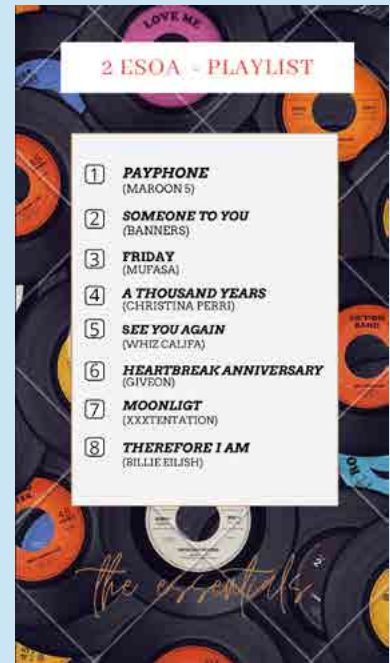 LOVE ME
2 ESOA - PLAYLIST
1 PAYPHONE
(MAROON 5)
2 SOMEONE TO YOU
(BANNERS)
3 FRIDAY
(MUFASA)
4 A THOUSAND YEARS
(CHRISTINA PERRI)
5 SEE YOU AGAIN
(WHIZ CALIFA)
6 HEARTBREAK ANNIVERSARY
(GIVEON)
7 MOONLIGT
(XXXTENTATION)
8 THEREFORE I AM
(BILLIE EILISH)
the essentials